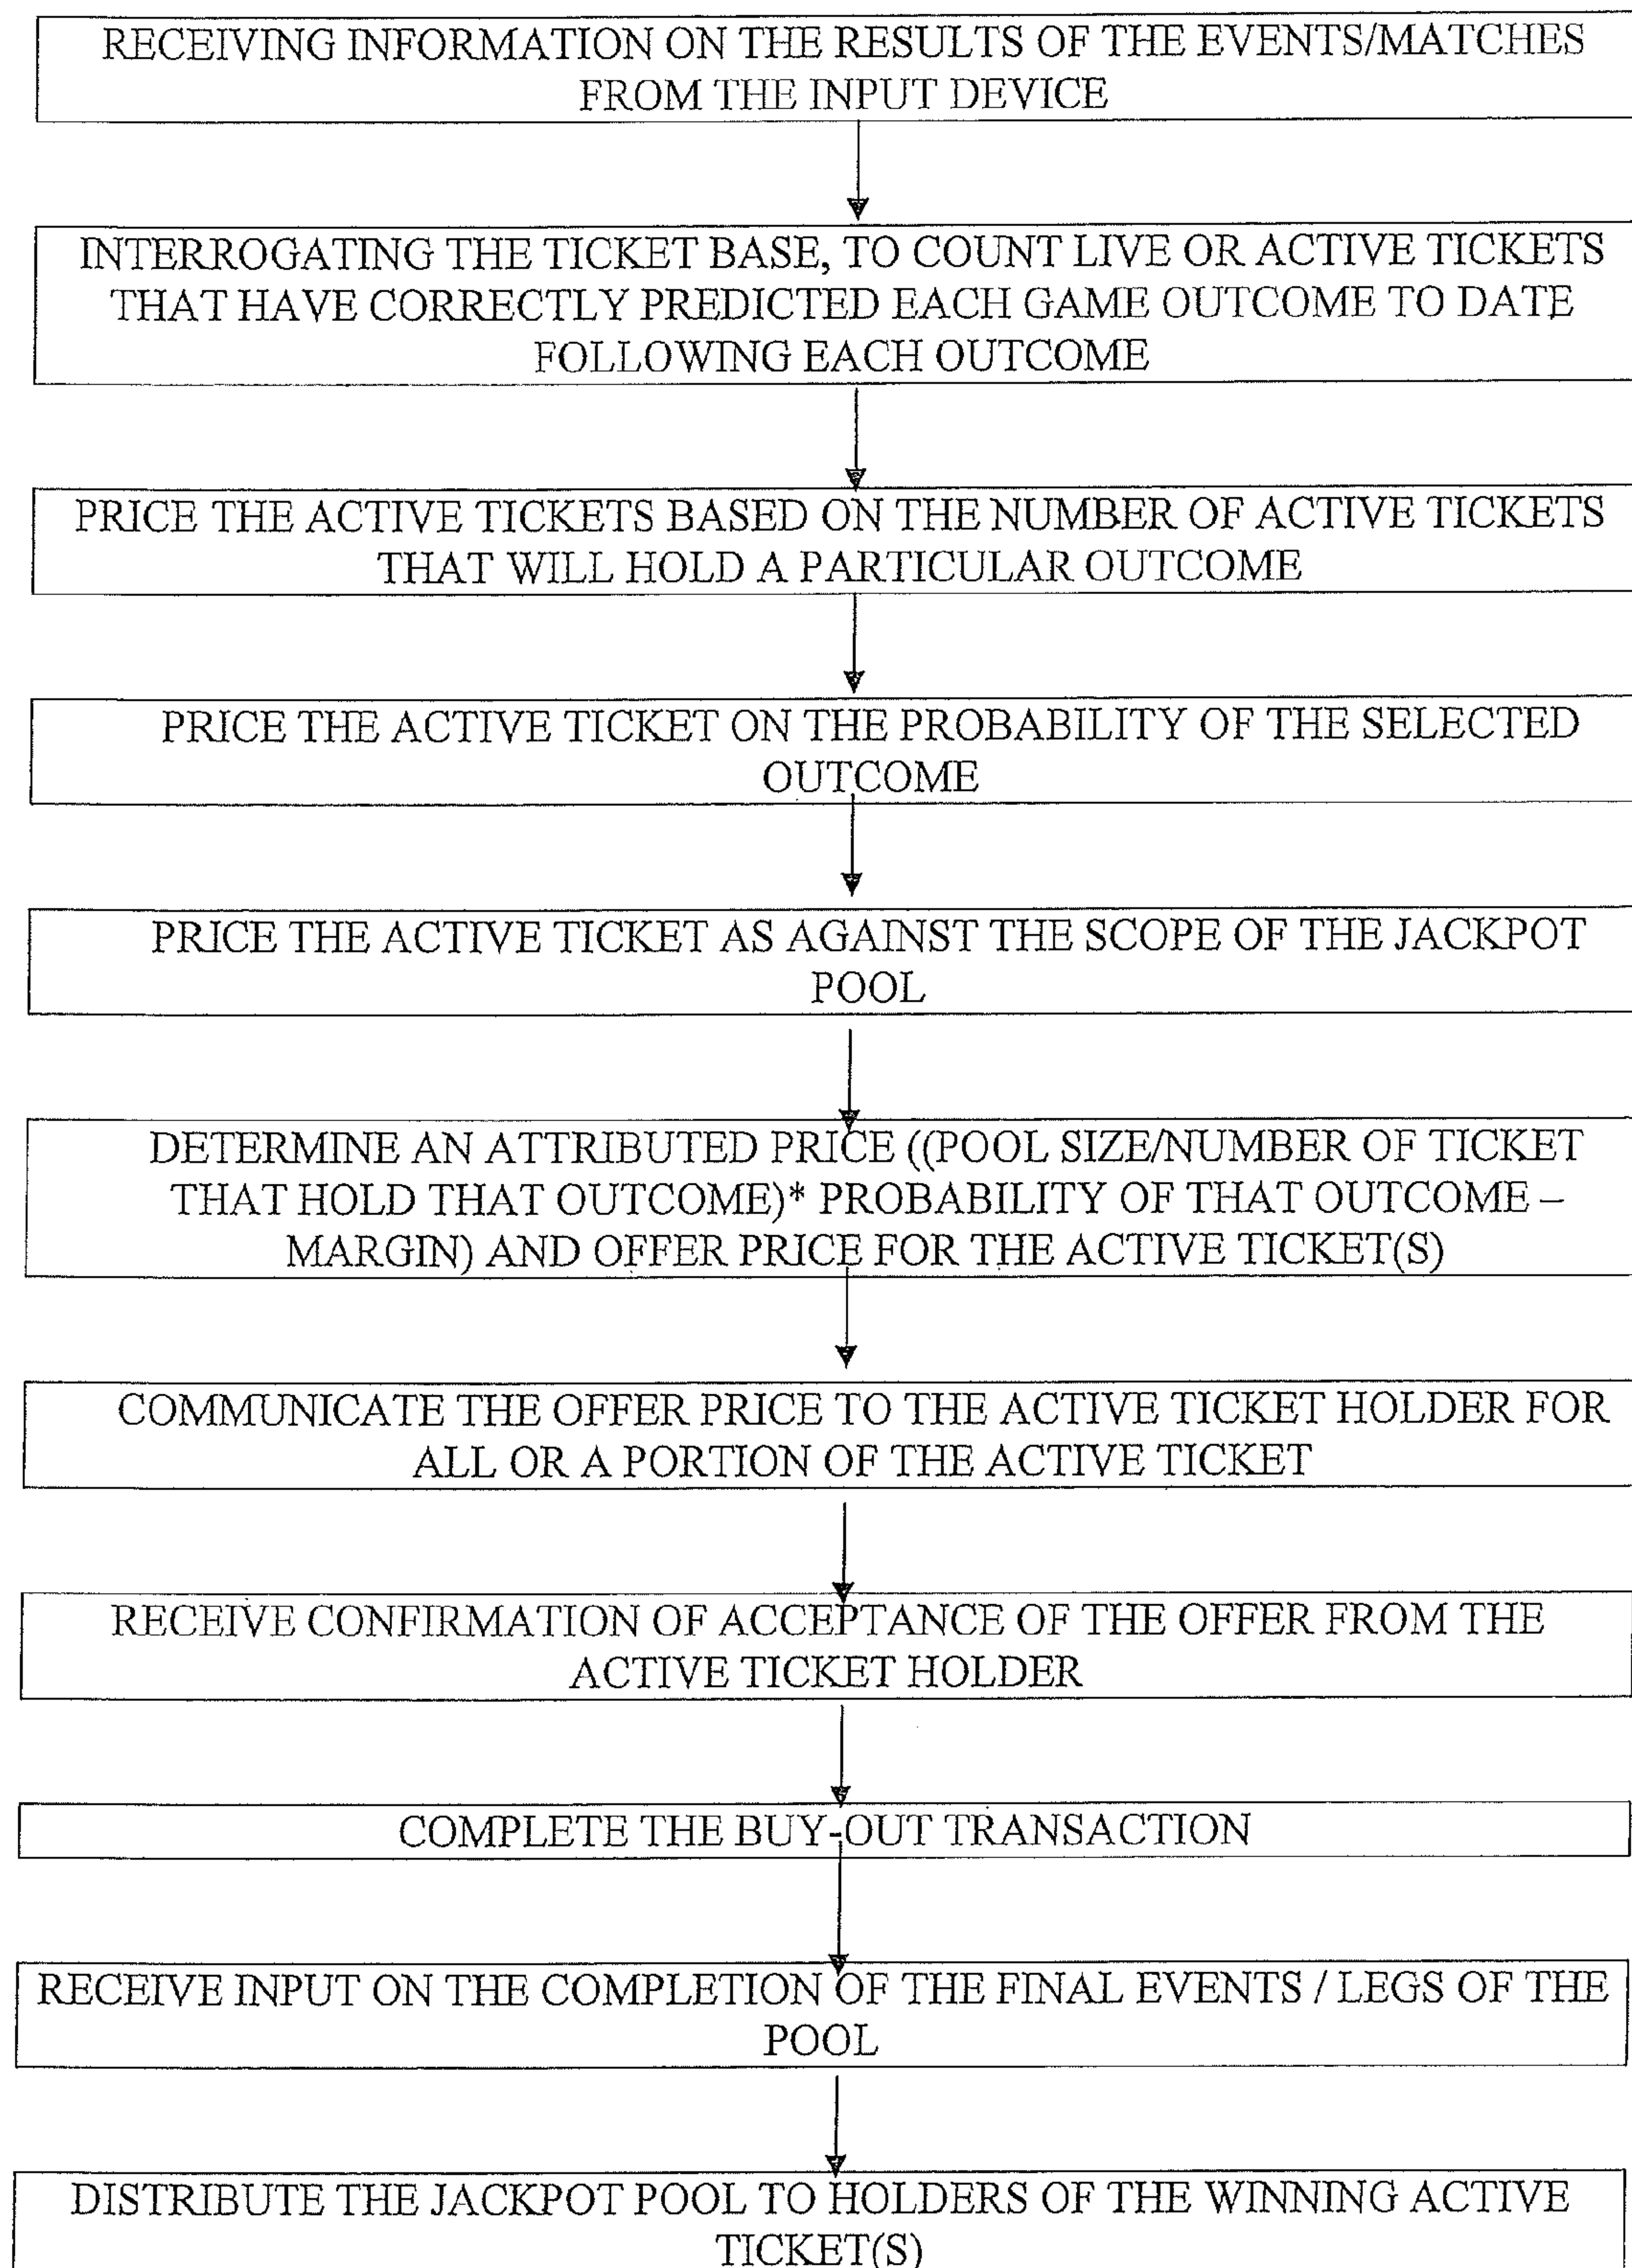 RECEIVING INFORMATION ON THE RESULTS OF THE EVENTS/MATCHES
FROM THE INPUT DEVICE
INTERROGATING THE TICKET BASE, TO COUNT LIVE OR ACTIVE TICKETS
THAT HAVE CORRECTLY PREDICTED EACH GAME OUTCOME TO DATE
FOLLOWING EACH OUTCOME
PRICE THE ACTIVE TICKETS BASED ON THE NUMBER OF ACTIVE TICKETS
THAT WILL HOLD A PARTICULAR OUTCOME
PRICE THE ACTIVE TICKET ON THE PROBABILITY OF THE SELECTED
OUTCOME
PRICE THE ACTIVE TICKET AS AGAINST THE SCOPE OF THE JACKPOT
POOL
DETERMINE AN ATTRIBUTED PRICE ((POOL SIZE/NUMBER OF TICKET
THAT HOLD THAT OUTCOME)* PROBABILITY OF THAT OUTCOME –
MARGIN) AND OFFER PRICE FOR THE ACTIVE TICKET(S)
COMMUNICATE THE OFFER PRICE TO THE ACTIVE TICKET HOLDER FOR
ALL OR A PORTION OF THE ACTIVE TICKET
RECEIVE CONFIRMATION OF ACCEPTANCE OF THE OFFER FROM THE
ACTIVE TICKET HOLDER
COMPLETE THE BUY-OUT TRANSACTION
RECEIVE INPUT ON THE COMPLETION OF THE FINAL EVENTS / LEGS OF THE
POOL
DISTRIBUTE THE JACKPOT POOL TO HOLDERS OF THE WINNING ACTIVE
TICKET(S)